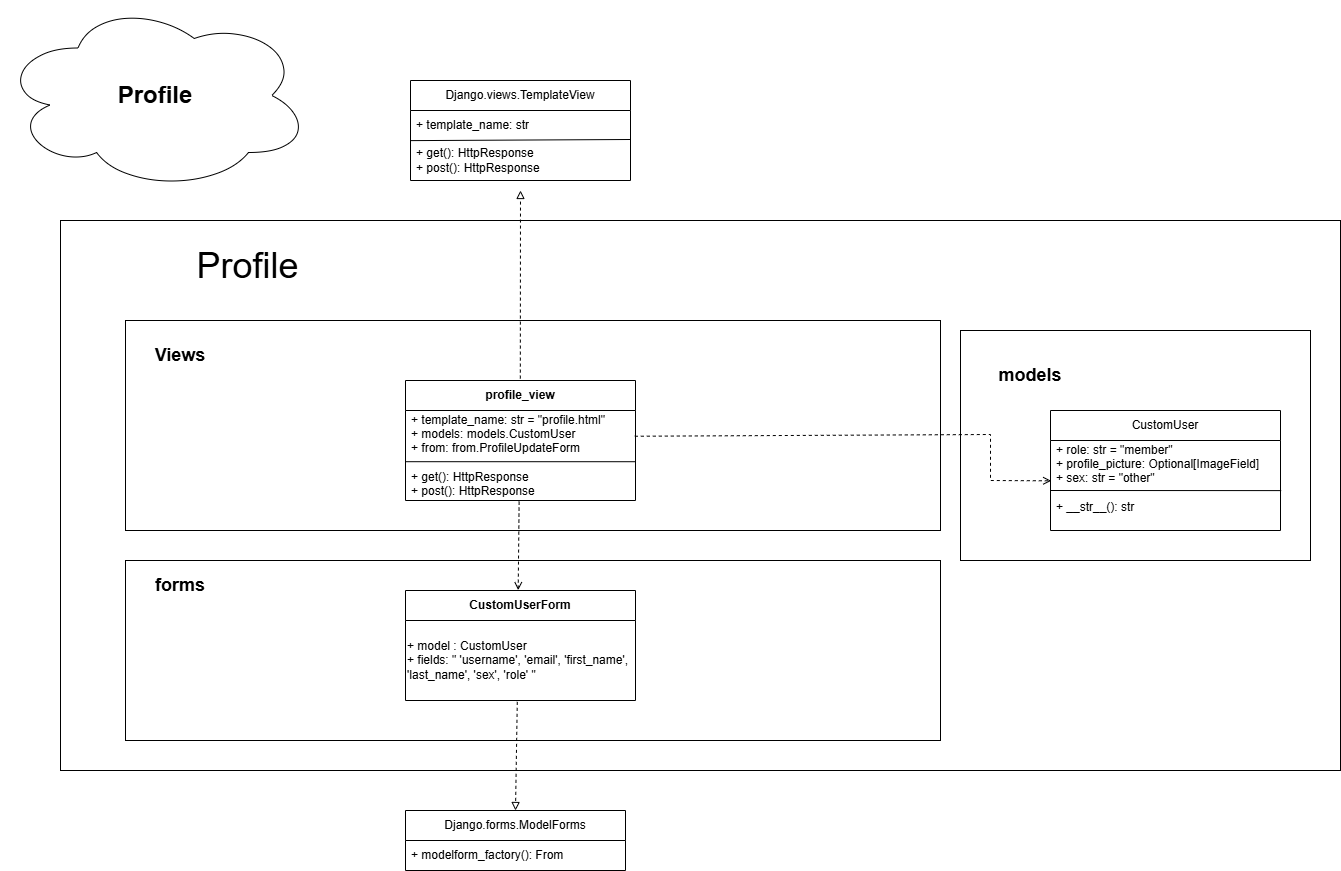 Profile
Django.views.TemplateView
+ template_name: str
+ get(): HttpResponse
+ post(): HttpResponse
Profile
Views
profile_view
+ template_name: str = "profile.html"
+ models: models.CustomUser
+ from: from.ProfileUpdateForm
+ get(): HttpResponse
+ post(): HttpResponse
models
CustomUser
+ role: str = "member"
+ profile_picture: Optional[ImageField]
+ sex: str = "other"
+ __str__(): str
forms
CustomUserForm
+ model : CustomUser
+ fields: " 'username', 'email', 'first_name',
'last_name', 'sex', 'role' "
Django.forms.ModelForms
+ modelform_factory(): From